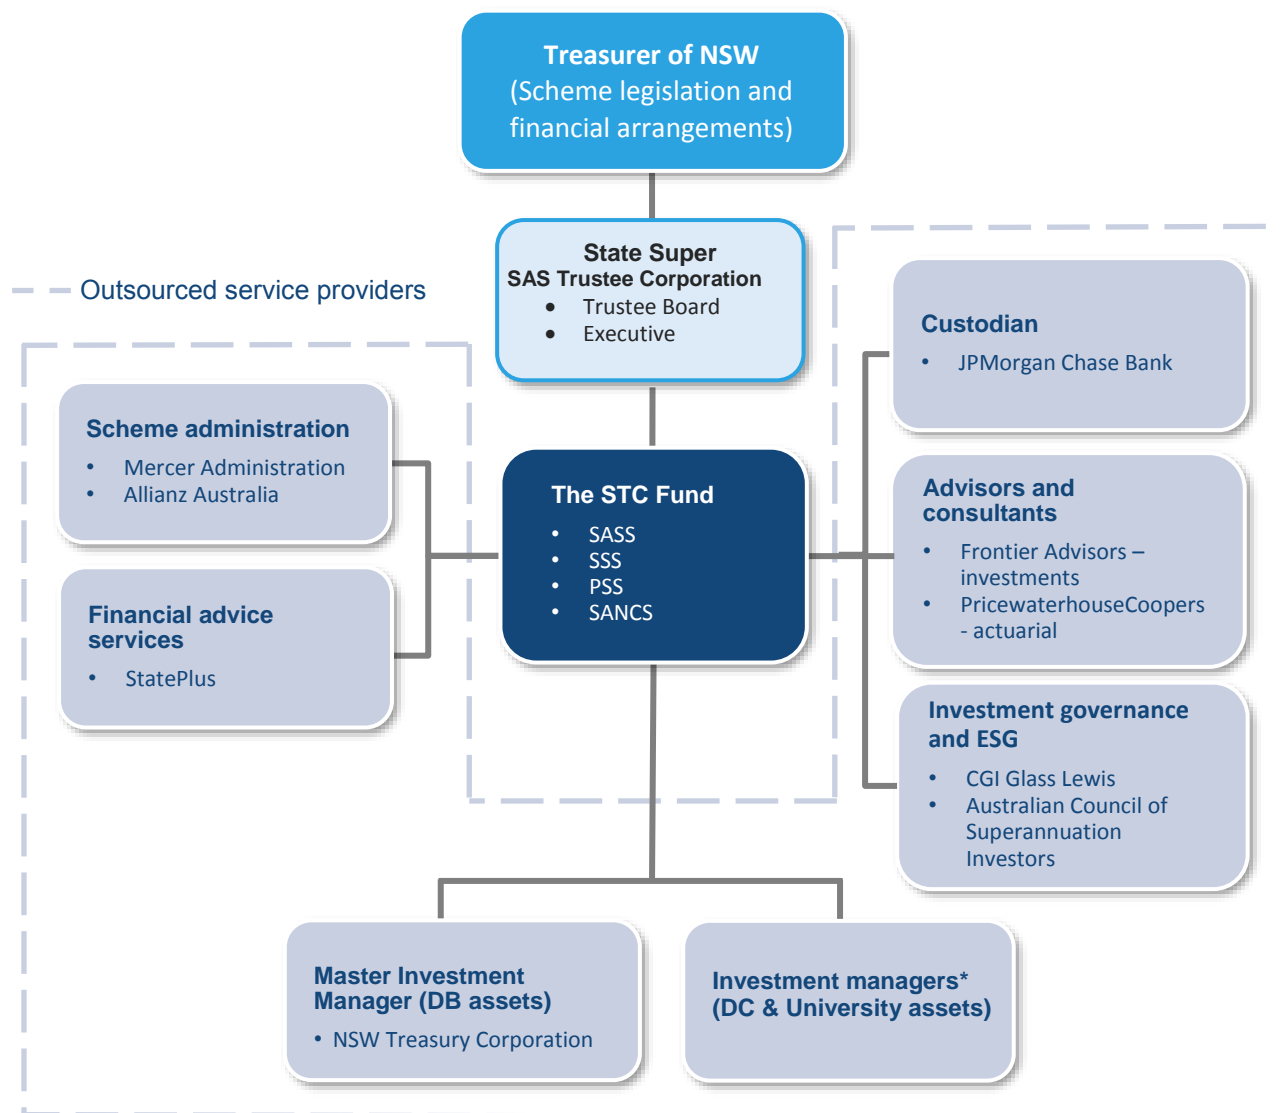 Treasurer of NSW
(Scheme legislation and
financial arrangements)
State Super
SAS Trustee Corporation
• Trustee Board
• Executive
Outsourced service providers
Scheme administration
• Mercer Administration
• Allianz Australia
Financial advice
services
• StatePlus
The STC Fund
• SASS
• SSS
• PSS
• SANCS
Custodian
• JPMorgan Chase Bank
Advisors and
consultants
• Frontier Advisors –
investments
• PricewaterhouseCoopers
- actuarial
Investment governance
and ESG
• CGI Glass Lewis
• Australian Council of
Superannuation
Investors
Master Investment
Manager (DB assets)
• NSW Treasury Corporation
Investment managers*
(DC & University assets)